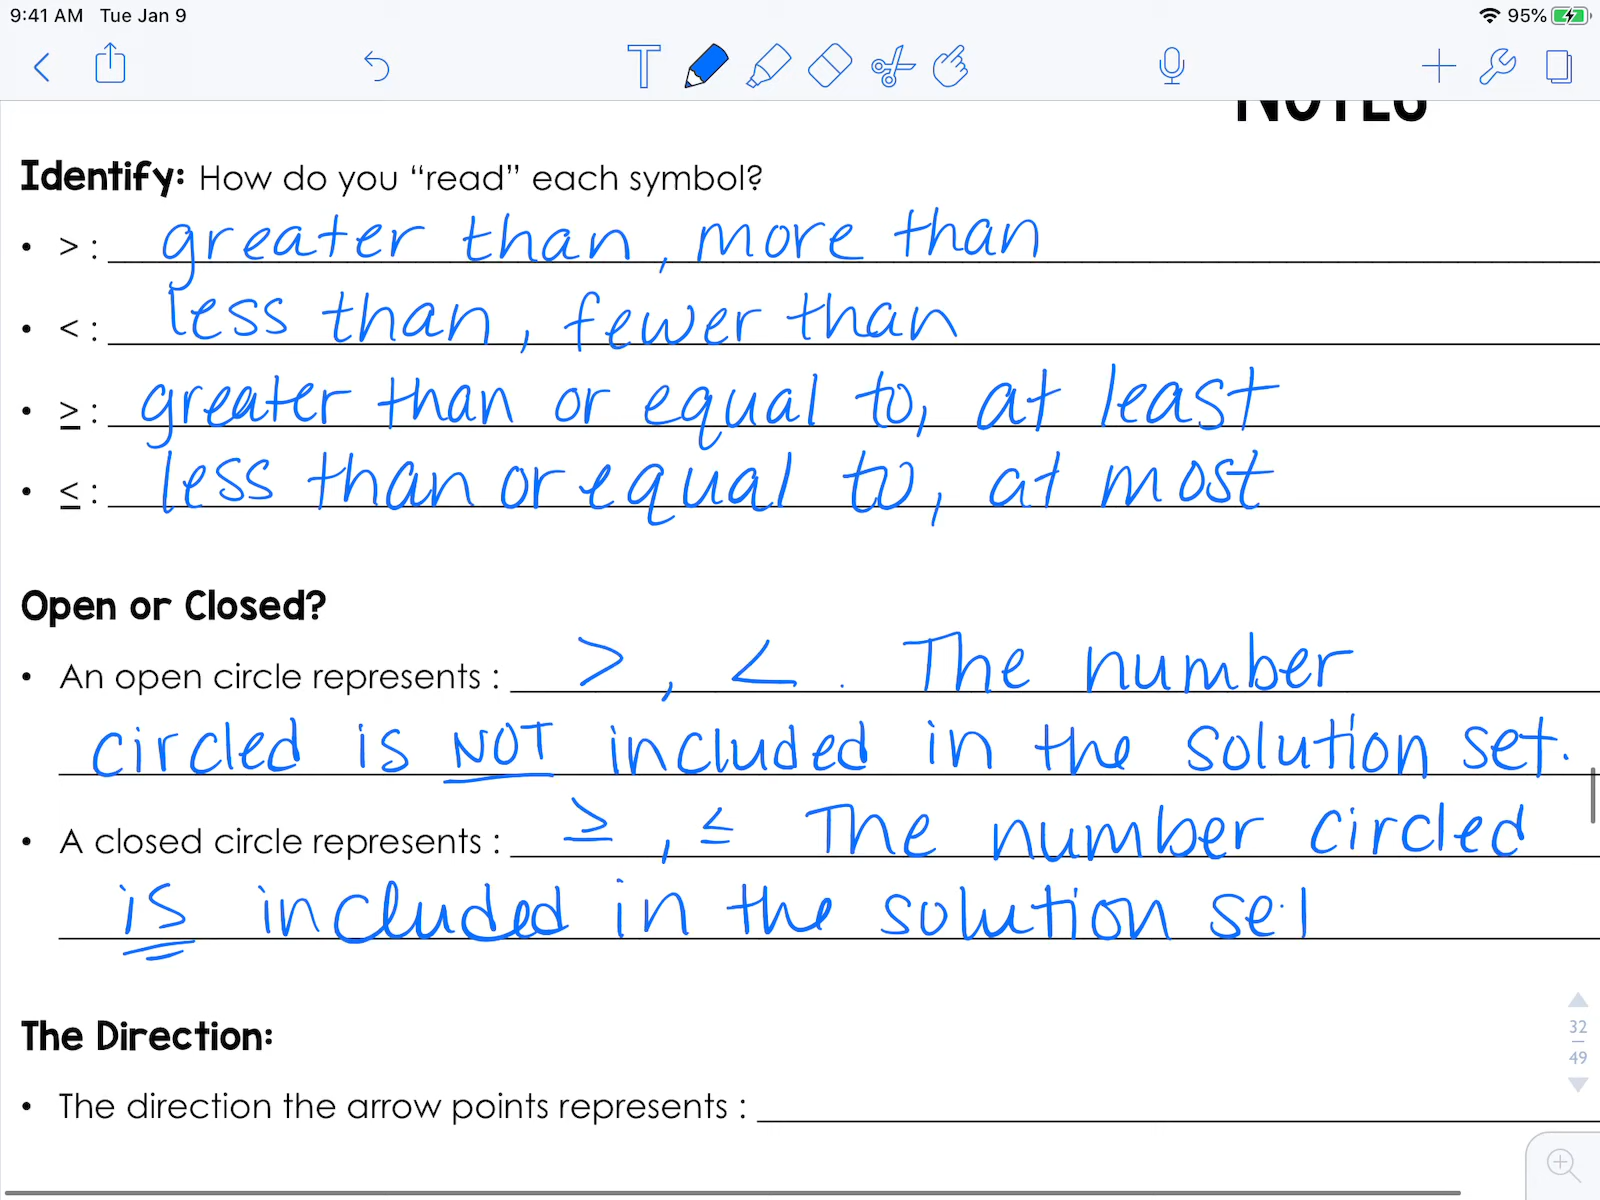 9:41 AM Tue Jan 9 95%
T
NOTES
Identify: How do you “read” each symbol?
• > : greater than, more than
• < : less than, fewer than
• ≥ : greater than or equal to, at least
• ≤ : less than or equal to, at most
Open or Closed?
• An open circle represents : >, < . The number
circled is NOT included in the solution set.
• A closed circle represents : ≥, ≤ The number circled
is included in the solution set
The Direction:
32
49
• The direction the arrow points represents :